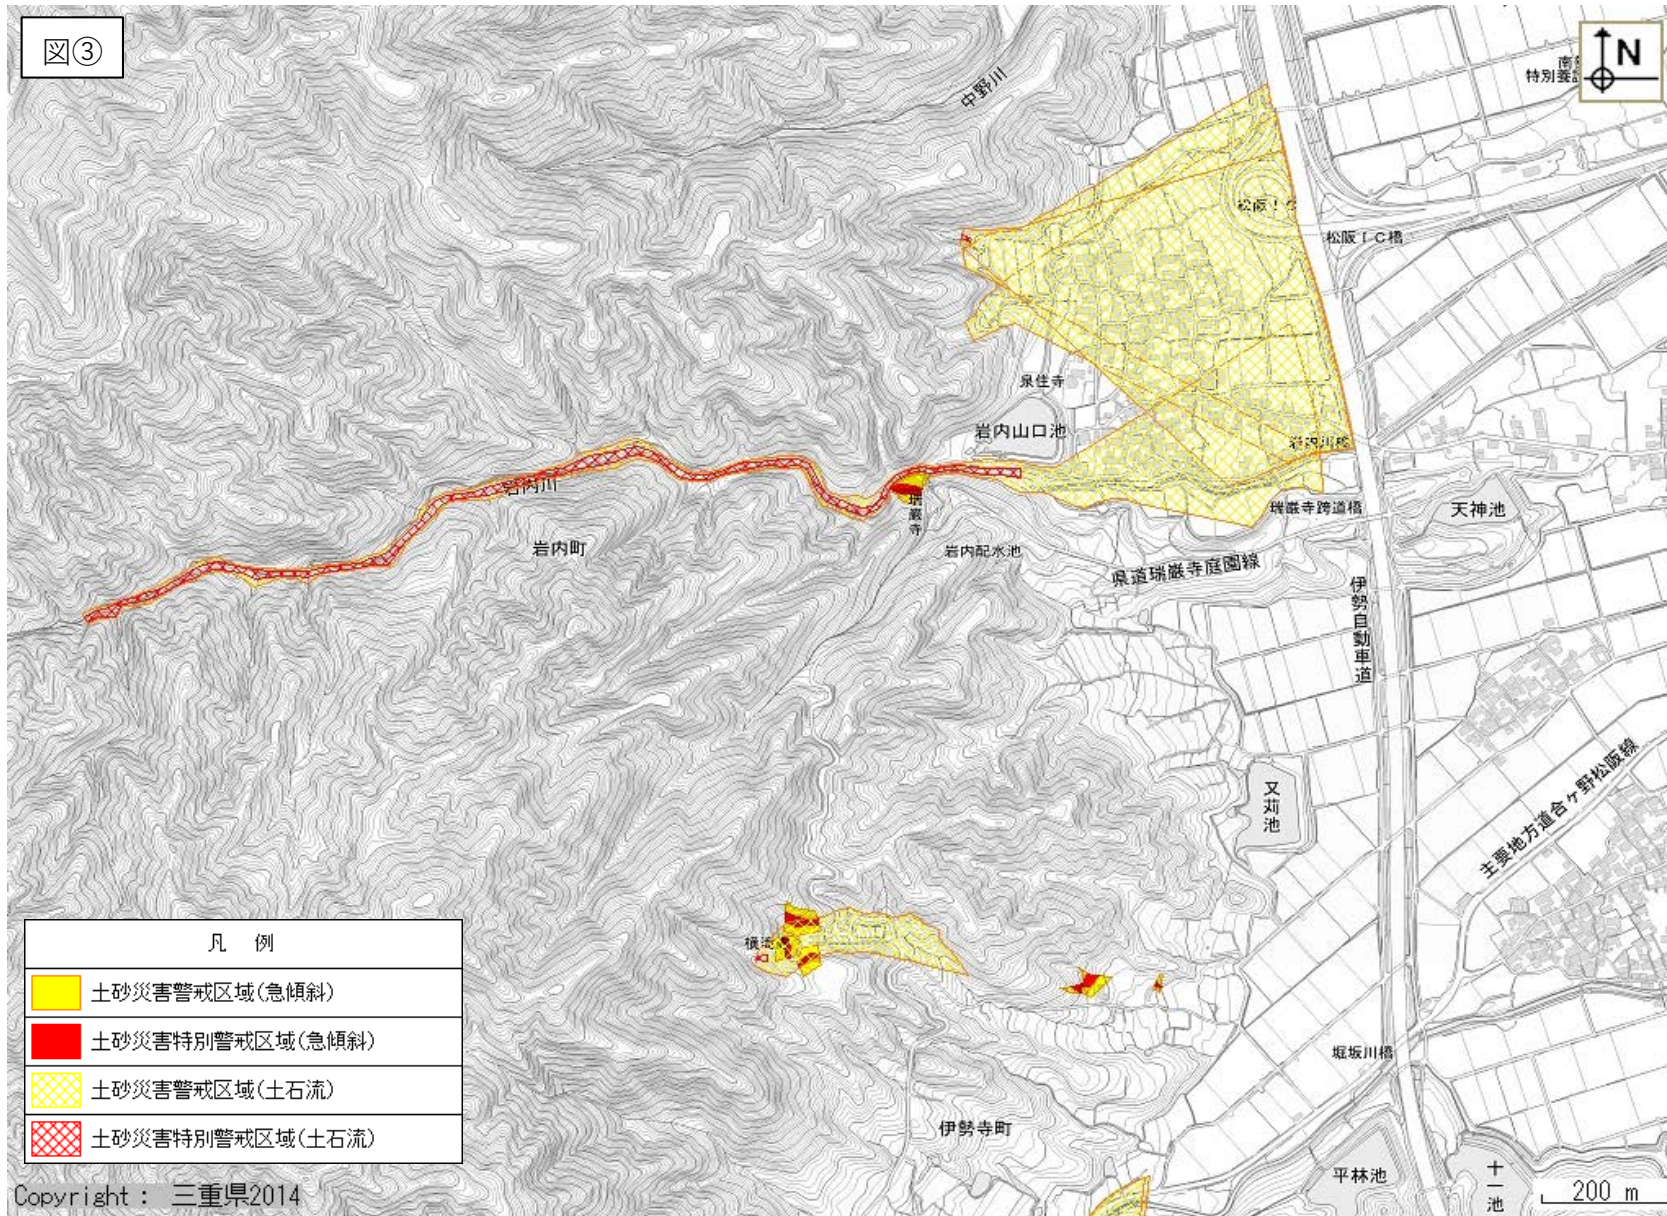 図③
N
南
特別養
中野川
松阪IC
松阪IC橋
泉住寺
岩内山口池
岩内川橋
岩内川
瑞巌寺
瑞巌寺跨道橋
天神池
岩内町
岩内配水池
県道瑞巌寺庭園線
伊勢自動車道
又苅池
主要地方道合ヶ野松阪線
横
堀坂川橋
伊勢寺町
平林池
十一池
凡 例
土砂災害警戒区域(急傾斜)
土砂災害特別警戒区域(急傾斜)
土砂災害警戒区域(土石流)
土砂災害特別警戒区域(土石流)
Copyright : 三重県2014
200 m